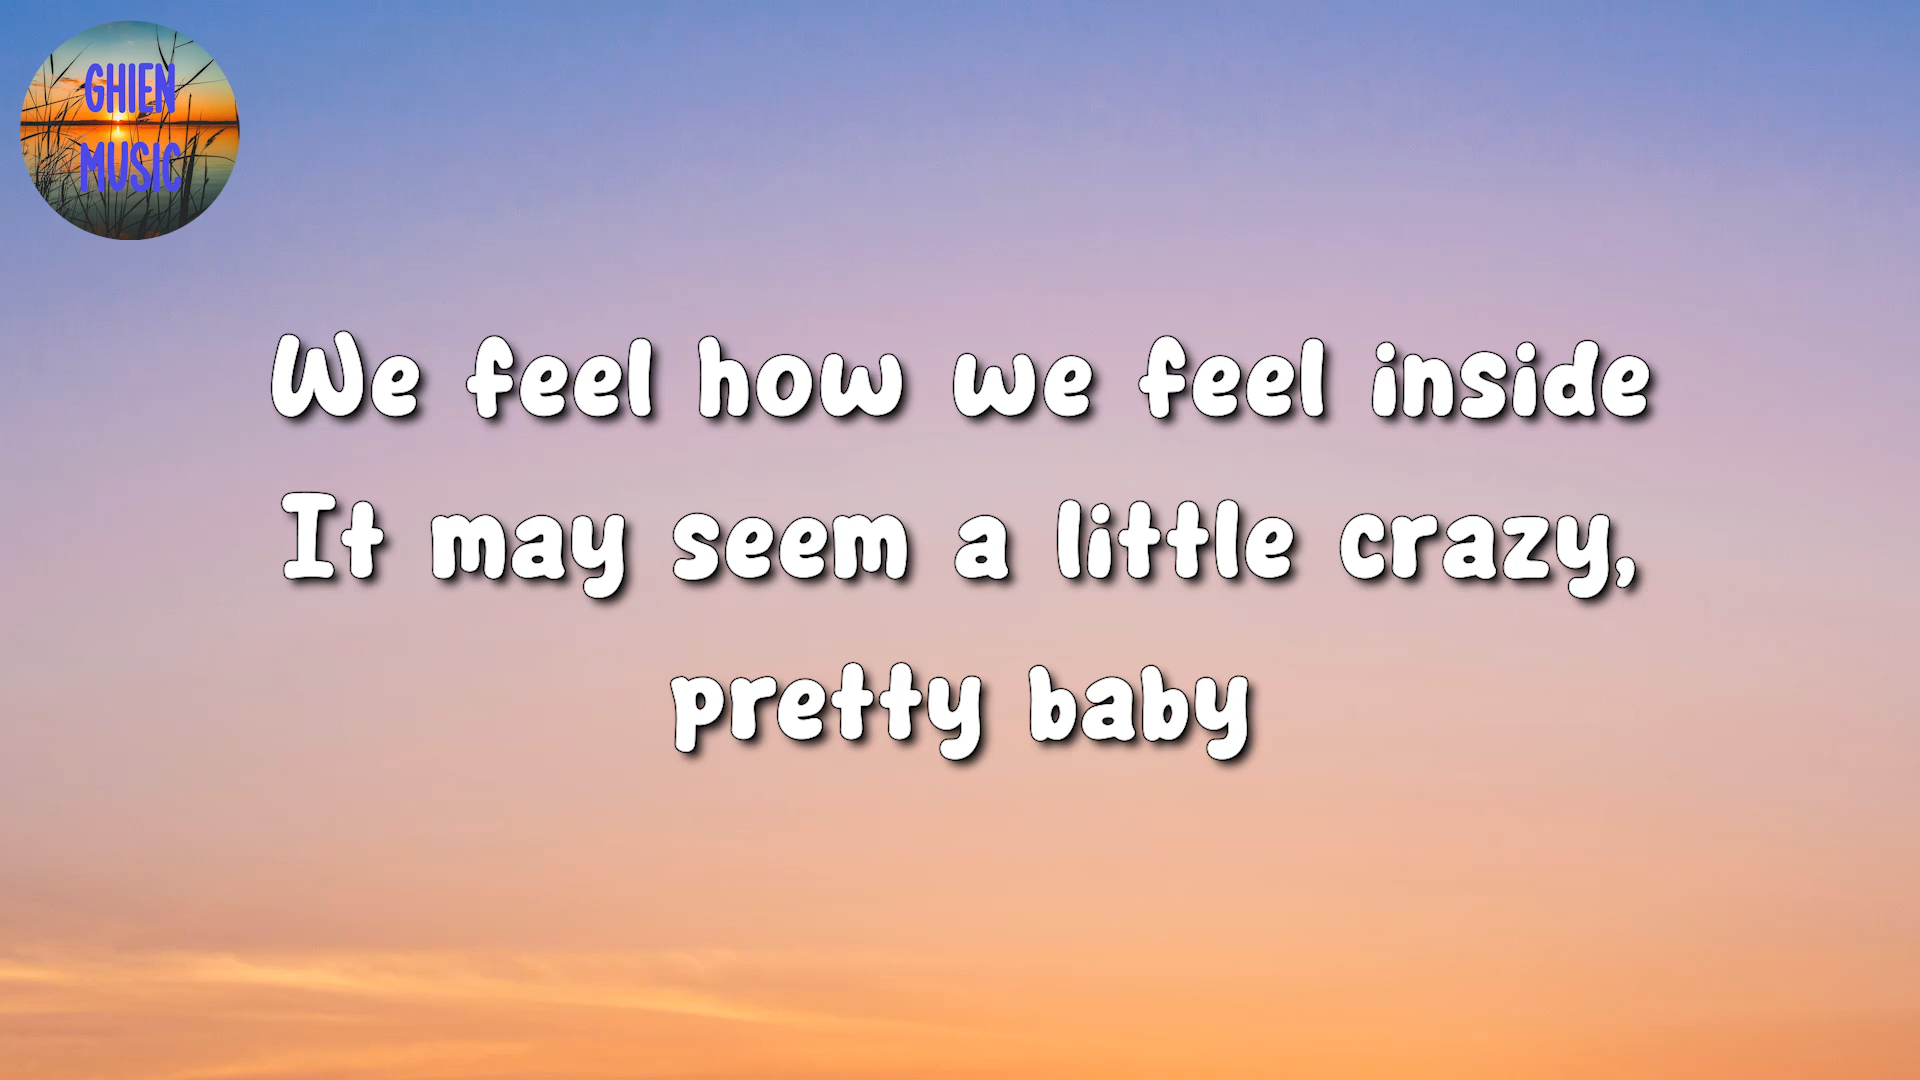 GHIEN
MUSIC
We feel how we feel inside
It may seem a little crazy,
pretty baby